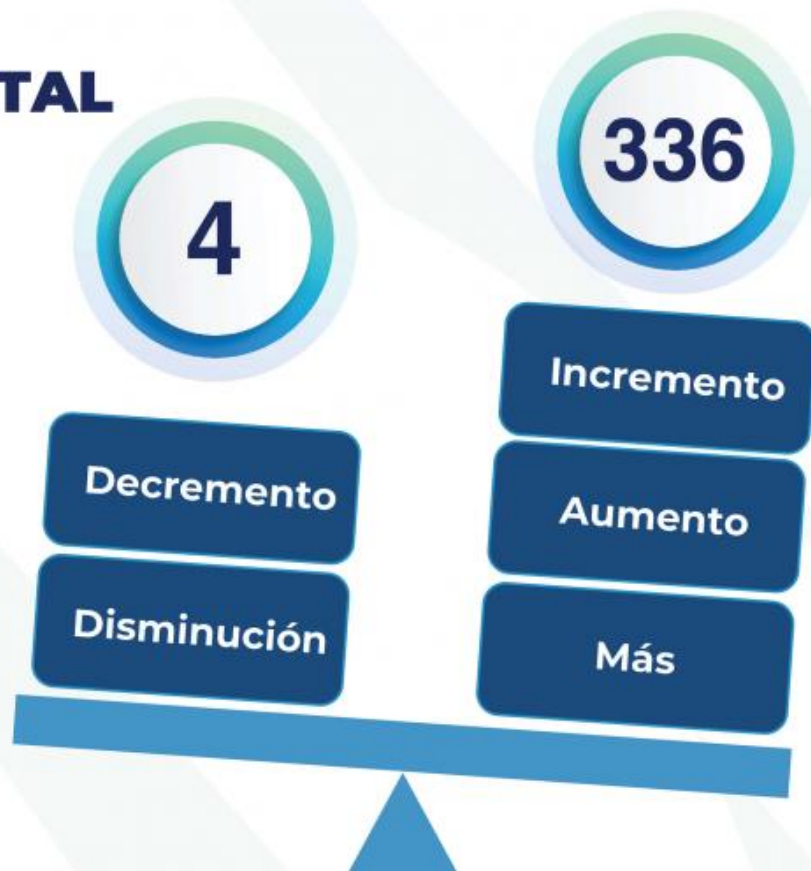 TAL
4
336
Decremento
Disminución
Incremento
Aumento
Más